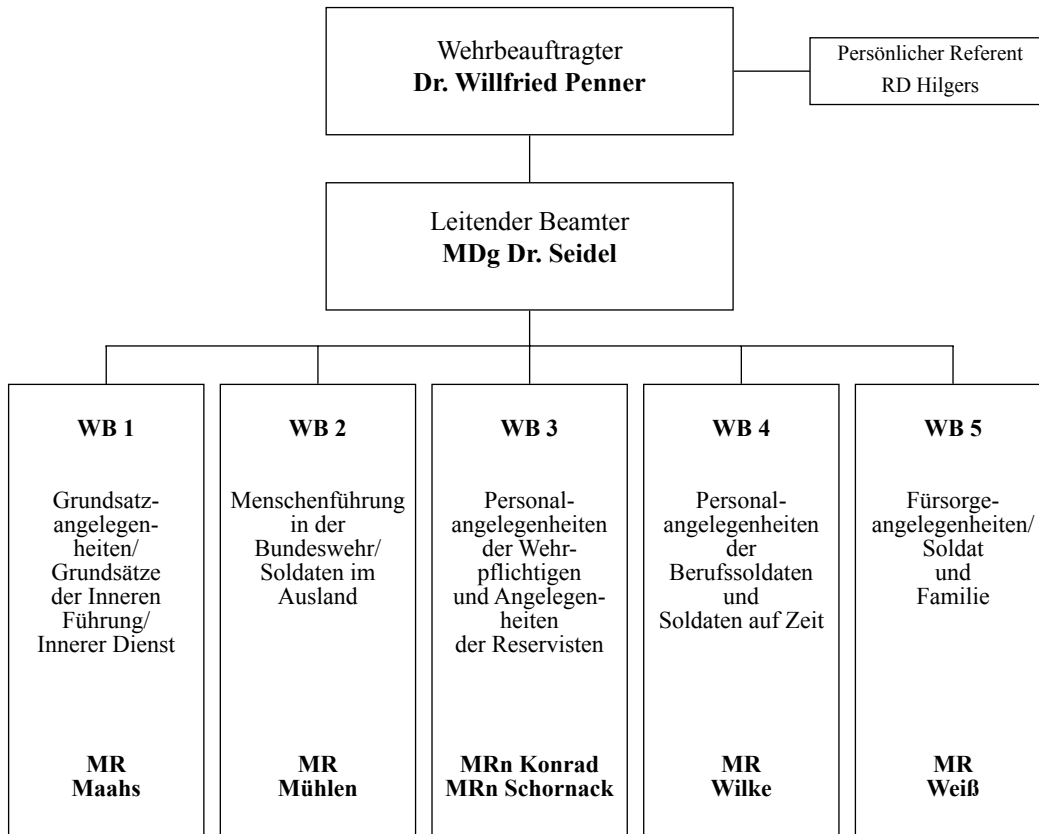 Wehrbeauftragter
Dr. Willfried Penner
Persönlicher Referent
RD Hilgers
Leitender Beamter
MDg Dr. Seidel
WB 1
Grundsatz-
angelegen-
heiten/
Grundsätze
der Inneren
Führung/
Innerer Dienst
MR
Maahs
WB 2
Menschenführung
in der
Bundeswehr/
Soldaten im
Ausland
MR
Mühlen
WB 3
Personal-
angelegenheiten
der Wehr-
pflichtigen
und Angelegen-
heiten
der Reservisten
MRn Konrad
MRn Schornack
WB 4
Personal-
angelegenheiten
der
Berufssoldaten
und
Soldaten auf Zeit
MR
Wilke
WB 5
Fürsorge-
angelegenheiten/
Soldat
und
Familie
MR
Weiß